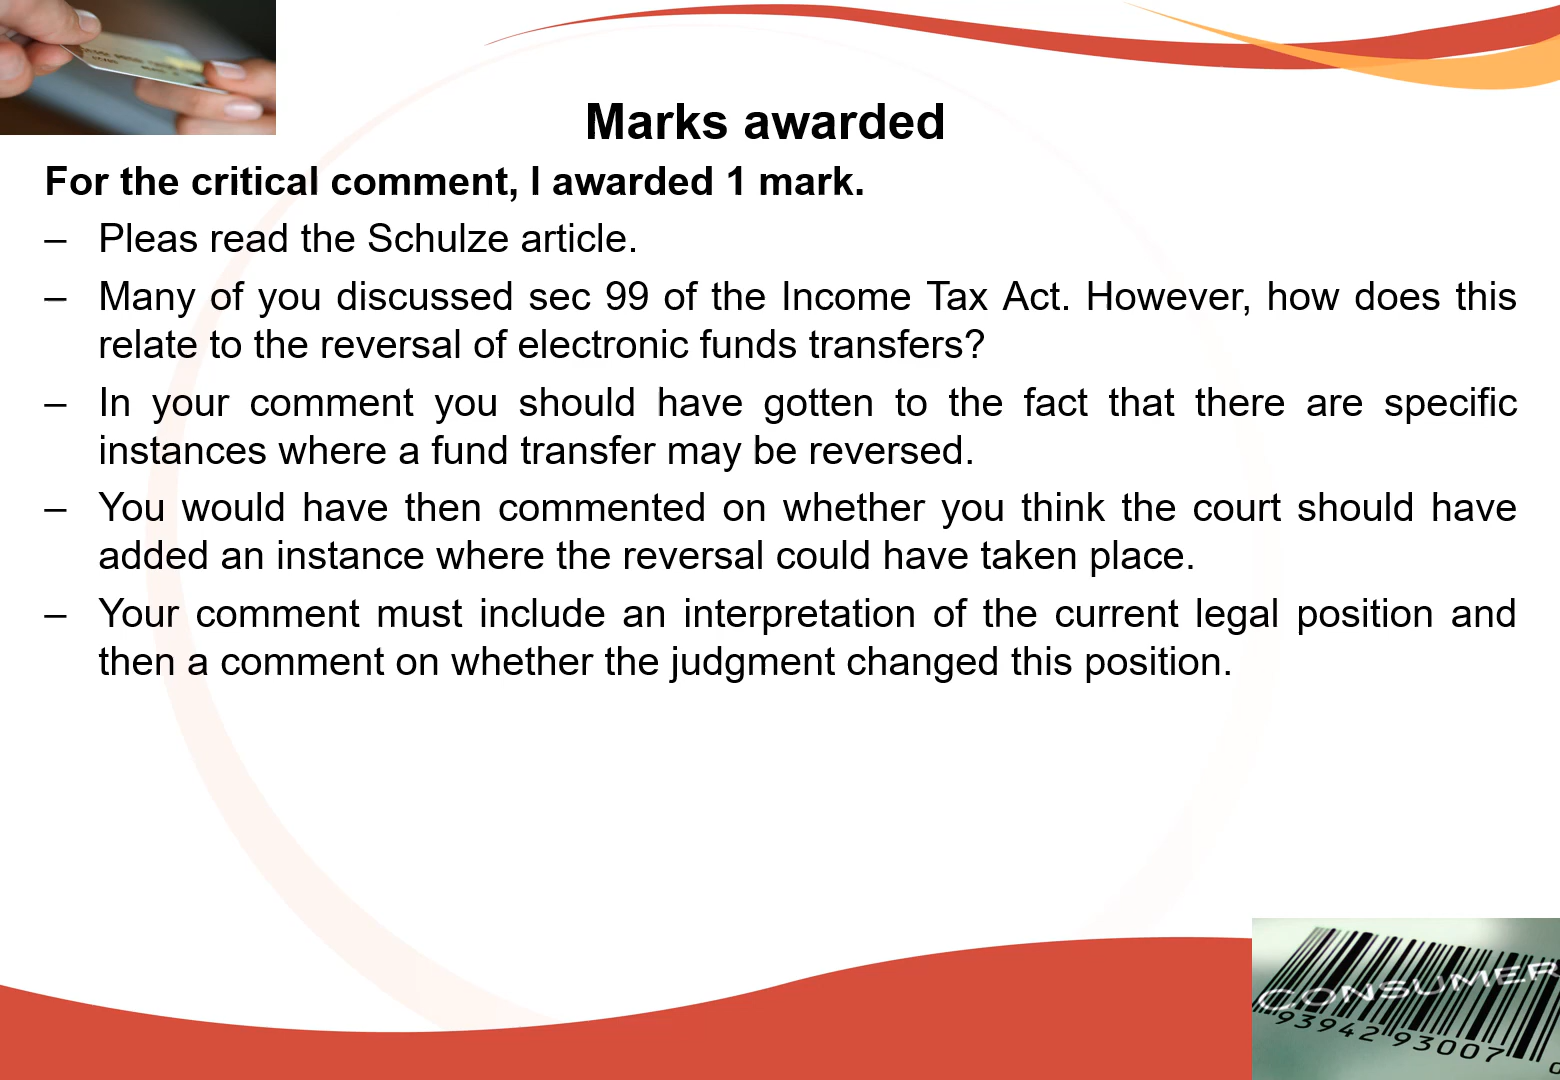 Marks awarded
For the critical comment, I awarded 1 mark.
– Pleas read the Schulze article.
– Many of you discussed sec 99 of the Income Tax Act. However, how does this
relate to the reversal of electronic funds transfers?
– In your comment you should have gotten to the fact that there are specific
instances where a fund transfer may be reversed.
– You would have then commented on whether you think the court should have
added an instance where the reversal could have taken place.
– Your comment must include an interpretation of the current legal position and
then a comment on whether the judgment changed this position.
CONSUMER
93942 93007